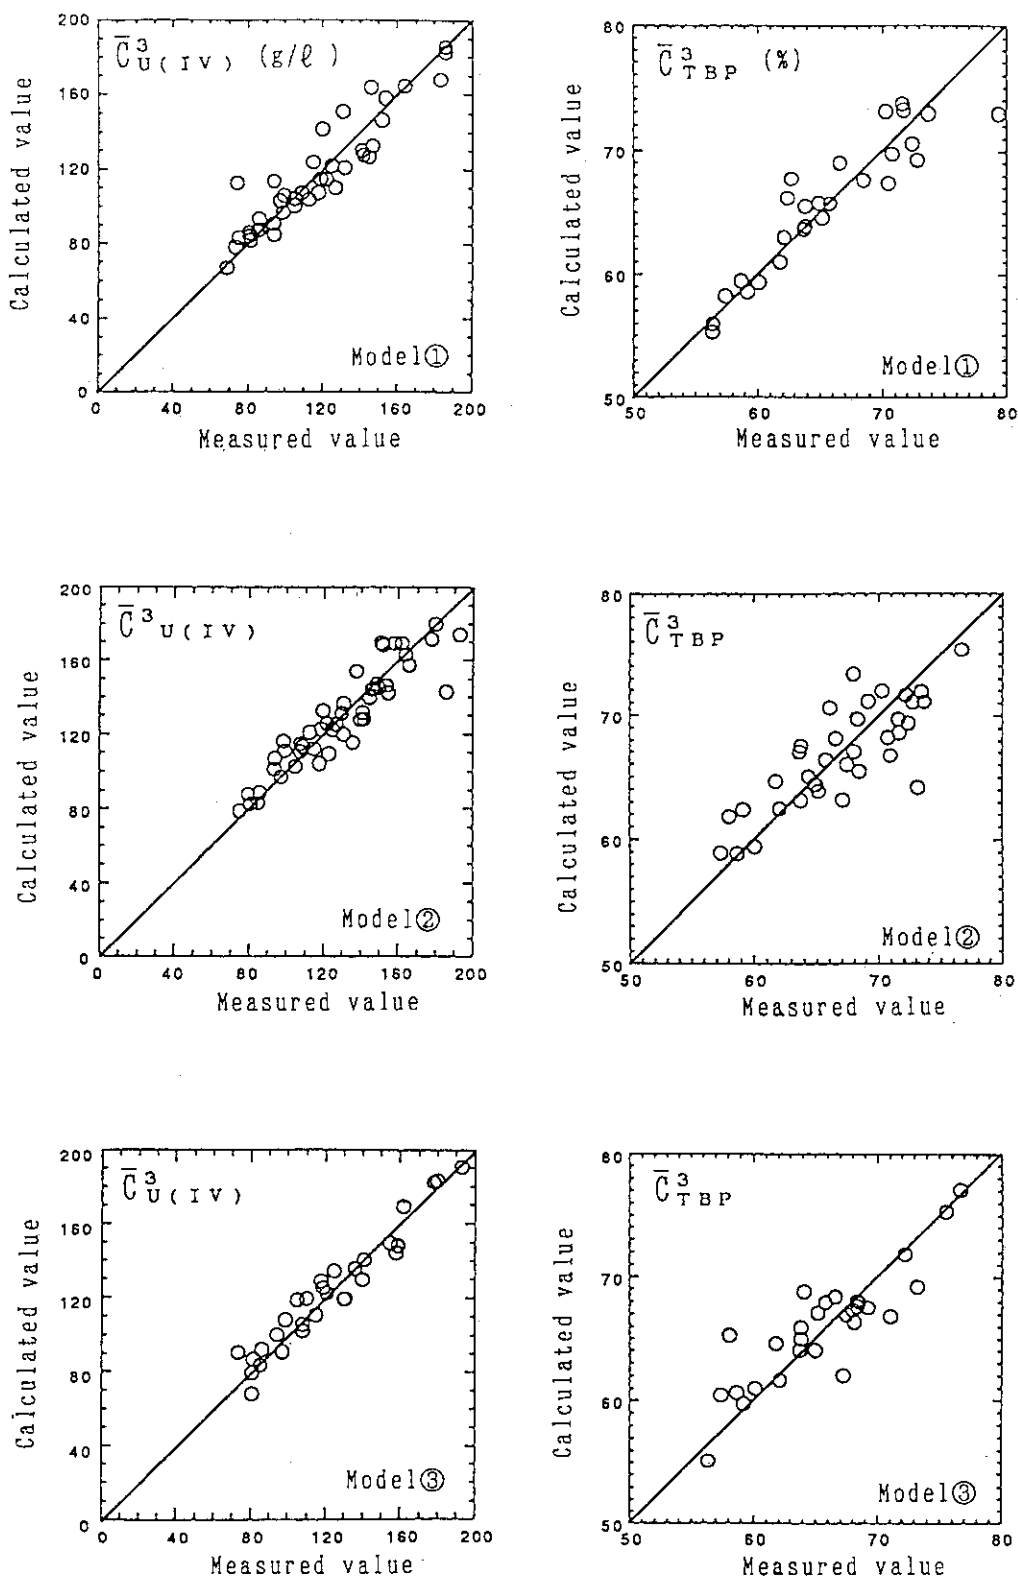 C̄³U(IV) (g/ℓ)
200
160
120
80
40
0
Calculated value
Model①
0 40 80 120 160 200
Measured value
C̄³TBP (%)
80
70
60
50
Calculated value
Model①
50 60 70 80
Measured value
C̄³U(IV)
200
160
120
80
40
0
Calculated value
Model②
0 40 80 120 160 200
Measured value
C̄³TBP
80
70
60
50
Calculated value
Model②
50 60 70 80
Measured value
C̄³U(IV)
200
160
120
80
40
0
Calculated value
Model③
0 40 80 120 160 200
Measured value
C̄³TBP
80
70
60
50
Calculated value
Model③
50 60 70 80
Measured value